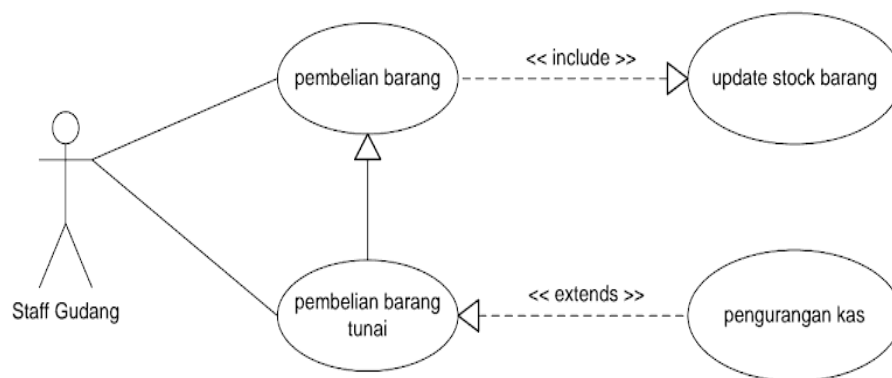 pembelian barang
<< include >>
update stock barang
Staff Gudang
pembelian barang
tunai
<< extends >>
pengurangan kas